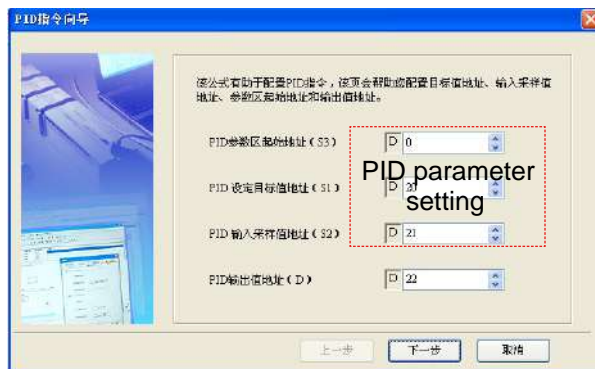 PID指令向导
该公式有助于配置PID指令，该页会帮助您配置目标值地址、输入采样值
地址、参数区起始地址和输出值地址。
PID参数区起始地址(S3)
D 0
PID 设定目标值地址(S1)
D
PID parameter
setting
PID 输入采样值地址(S2)
D 21
PID输出值地址(D)
D 22
上一步
下一步
取消